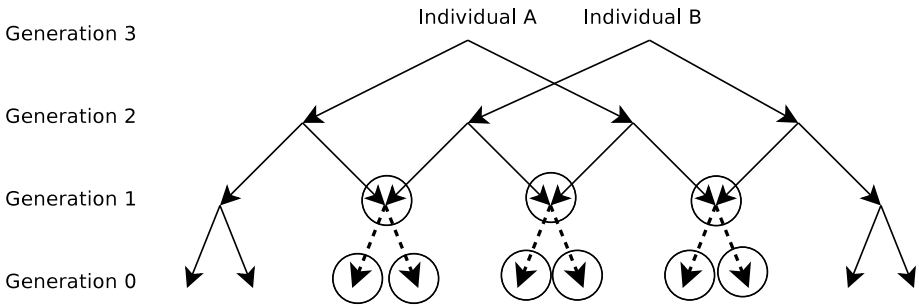 Individual A
Individual B
Generation 3
Generation 2
Generation 1
Generation 0